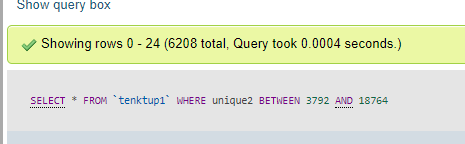 Show query box
Showing rows 0 - 24 (6208 total, Query took 0.0004 seconds.)
SELECT * FROM `tenktup1` WHERE unique2 BETWEEN 3792 AND 18764